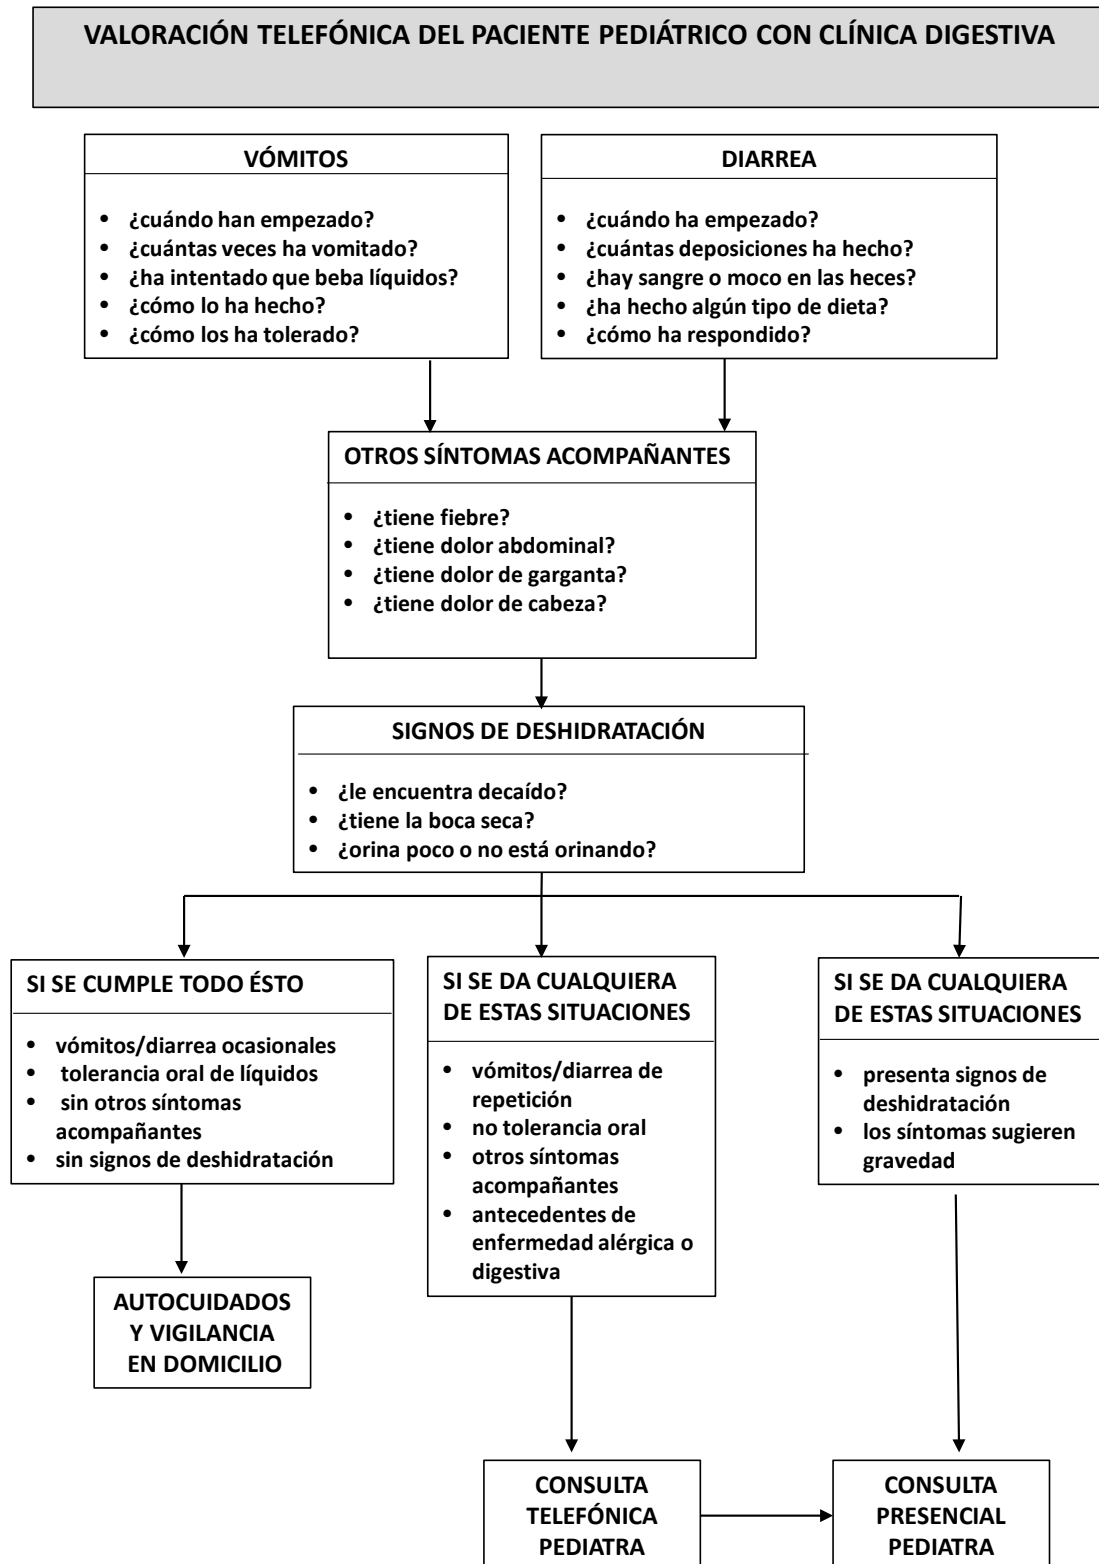 VALORACIÓN TELEFÓNICA DEL PACIENTE PEDIÁTRICO CON CLÍNICA DIGESTIVA
VÓMITOS
• ¿cuándo han empezado?
• ¿cuántas veces ha vomitado?
• ¿ha intentado que beba líquidos?
• ¿cómo lo ha hecho?
• ¿cómo los ha tolerado?
DIARREA
• ¿cuándo ha empezado?
• ¿cuántas deposiciones ha hecho?
• ¿hay sangre o moco en las heces?
• ¿ha hecho algún tipo de dieta?
• ¿cómo ha respondido?
OTROS SÍNTOMAS ACOMPAÑANTES
• ¿tiene fiebre?
• ¿tiene dolor abdominal?
• ¿tiene dolor de garganta?
• ¿tiene dolor de cabeza?
SIGNOS DE DESHIDRATACIÓN
• ¿le encuentra decaído?
• ¿tiene la boca seca?
• ¿orina poco o no está orinando?
SI SE CUMPLE TODO ÉSTO
• vómitos/diarrea ocasionales
• tolerancia oral de líquidos
• sin otros síntomas
acompañantes
• sin signos de deshidratación
AUTOCUIDADOS
Y VIGILANCIA
EN DOMICILIO
SI SE DA CUALQUIERA
DE ESTAS SITUACIONES
• vómitos/diarrea de
repetición
• no tolerancia oral
• otros síntomas
acompañantes
• antecedentes de
enfermedad alérgica o
digestiva
SI SE DA CUALQUIERA
DE ESTAS SITUACIONES
• presenta signos de
deshidratación
• los síntomas sugieren
gravedad
CONSULTA
TELEFÓNICA
PEDIATRA
CONSULTA
PRESENCIAL
PEDIATRA